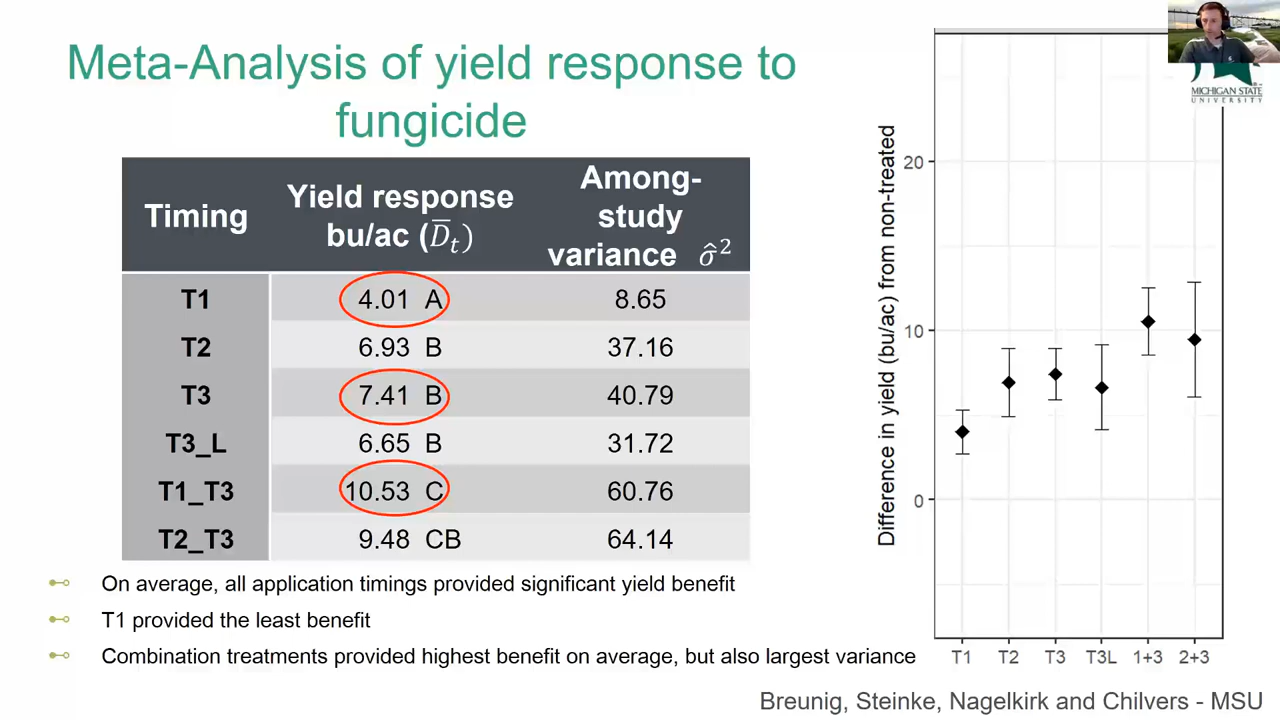 Meta-Analysis of yield response to
fungicide
Timing
Yield response
bu/ac (D̅t)
Among-
study
variance σ̂²
T1 4.01 A 8.65
T2 6.93 B 37.16
T3 7.41 B 40.79
T3_L 6.65 B 31.72
T1_T3 10.53 C 60.76
T2_T3 9.48 CB 64.14
On average, all application timings provided significant yield benefit
T1 provided the least benefit
Combination treatments provided highest benefit on average, but also largest variance
MICHIGAN STATE
UNIVERSITY
Difference in yield (bu/ac) from non-treated
20
10
0
T1 T2 T3 T3L 1+3 2+3
Breunig, Steinke, Nagelkirk and Chilvers - MSU